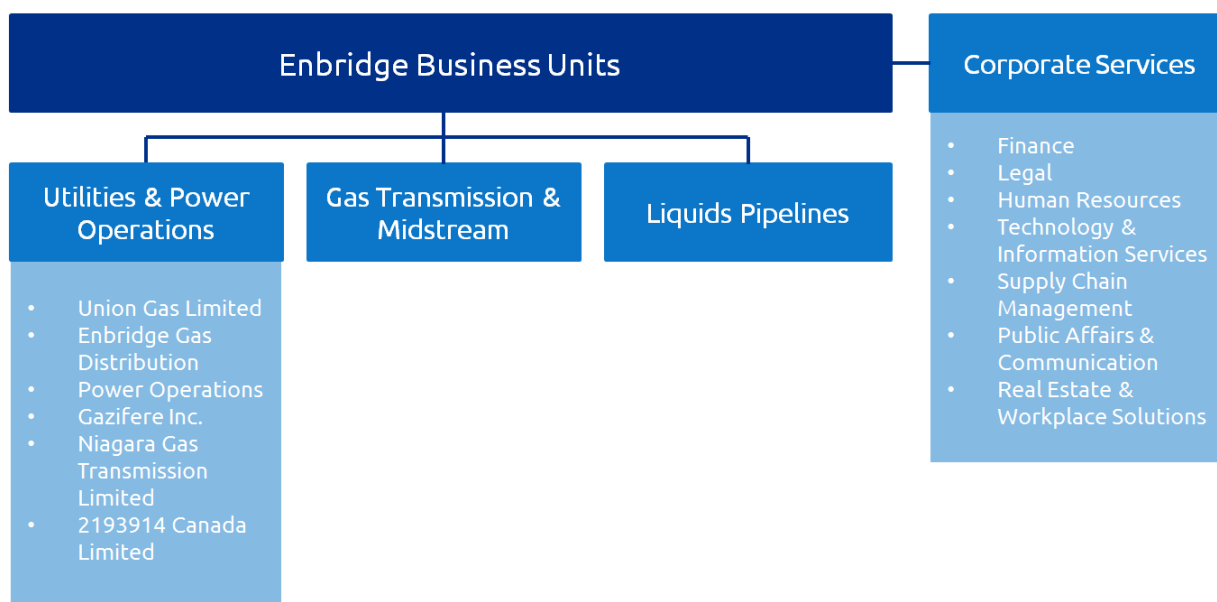 Enbridge Business Units
Corporate Services
• Finance
• Legal
• Human Resources
• Technology &
Information Services
• Supply Chain
Management
• Public Affairs &
Communication
• Real Estate &
Workplace Solutions
Utilities & Power
Operations
• Union Gas Limited
• Enbridge Gas
Distribution
• Power Operations
• Gazifere Inc.
• Niagara Gas
Transmission
Limited
• 2193914 Canada
Limited
Gas Transmission &
Midstream
Liquids Pipelines